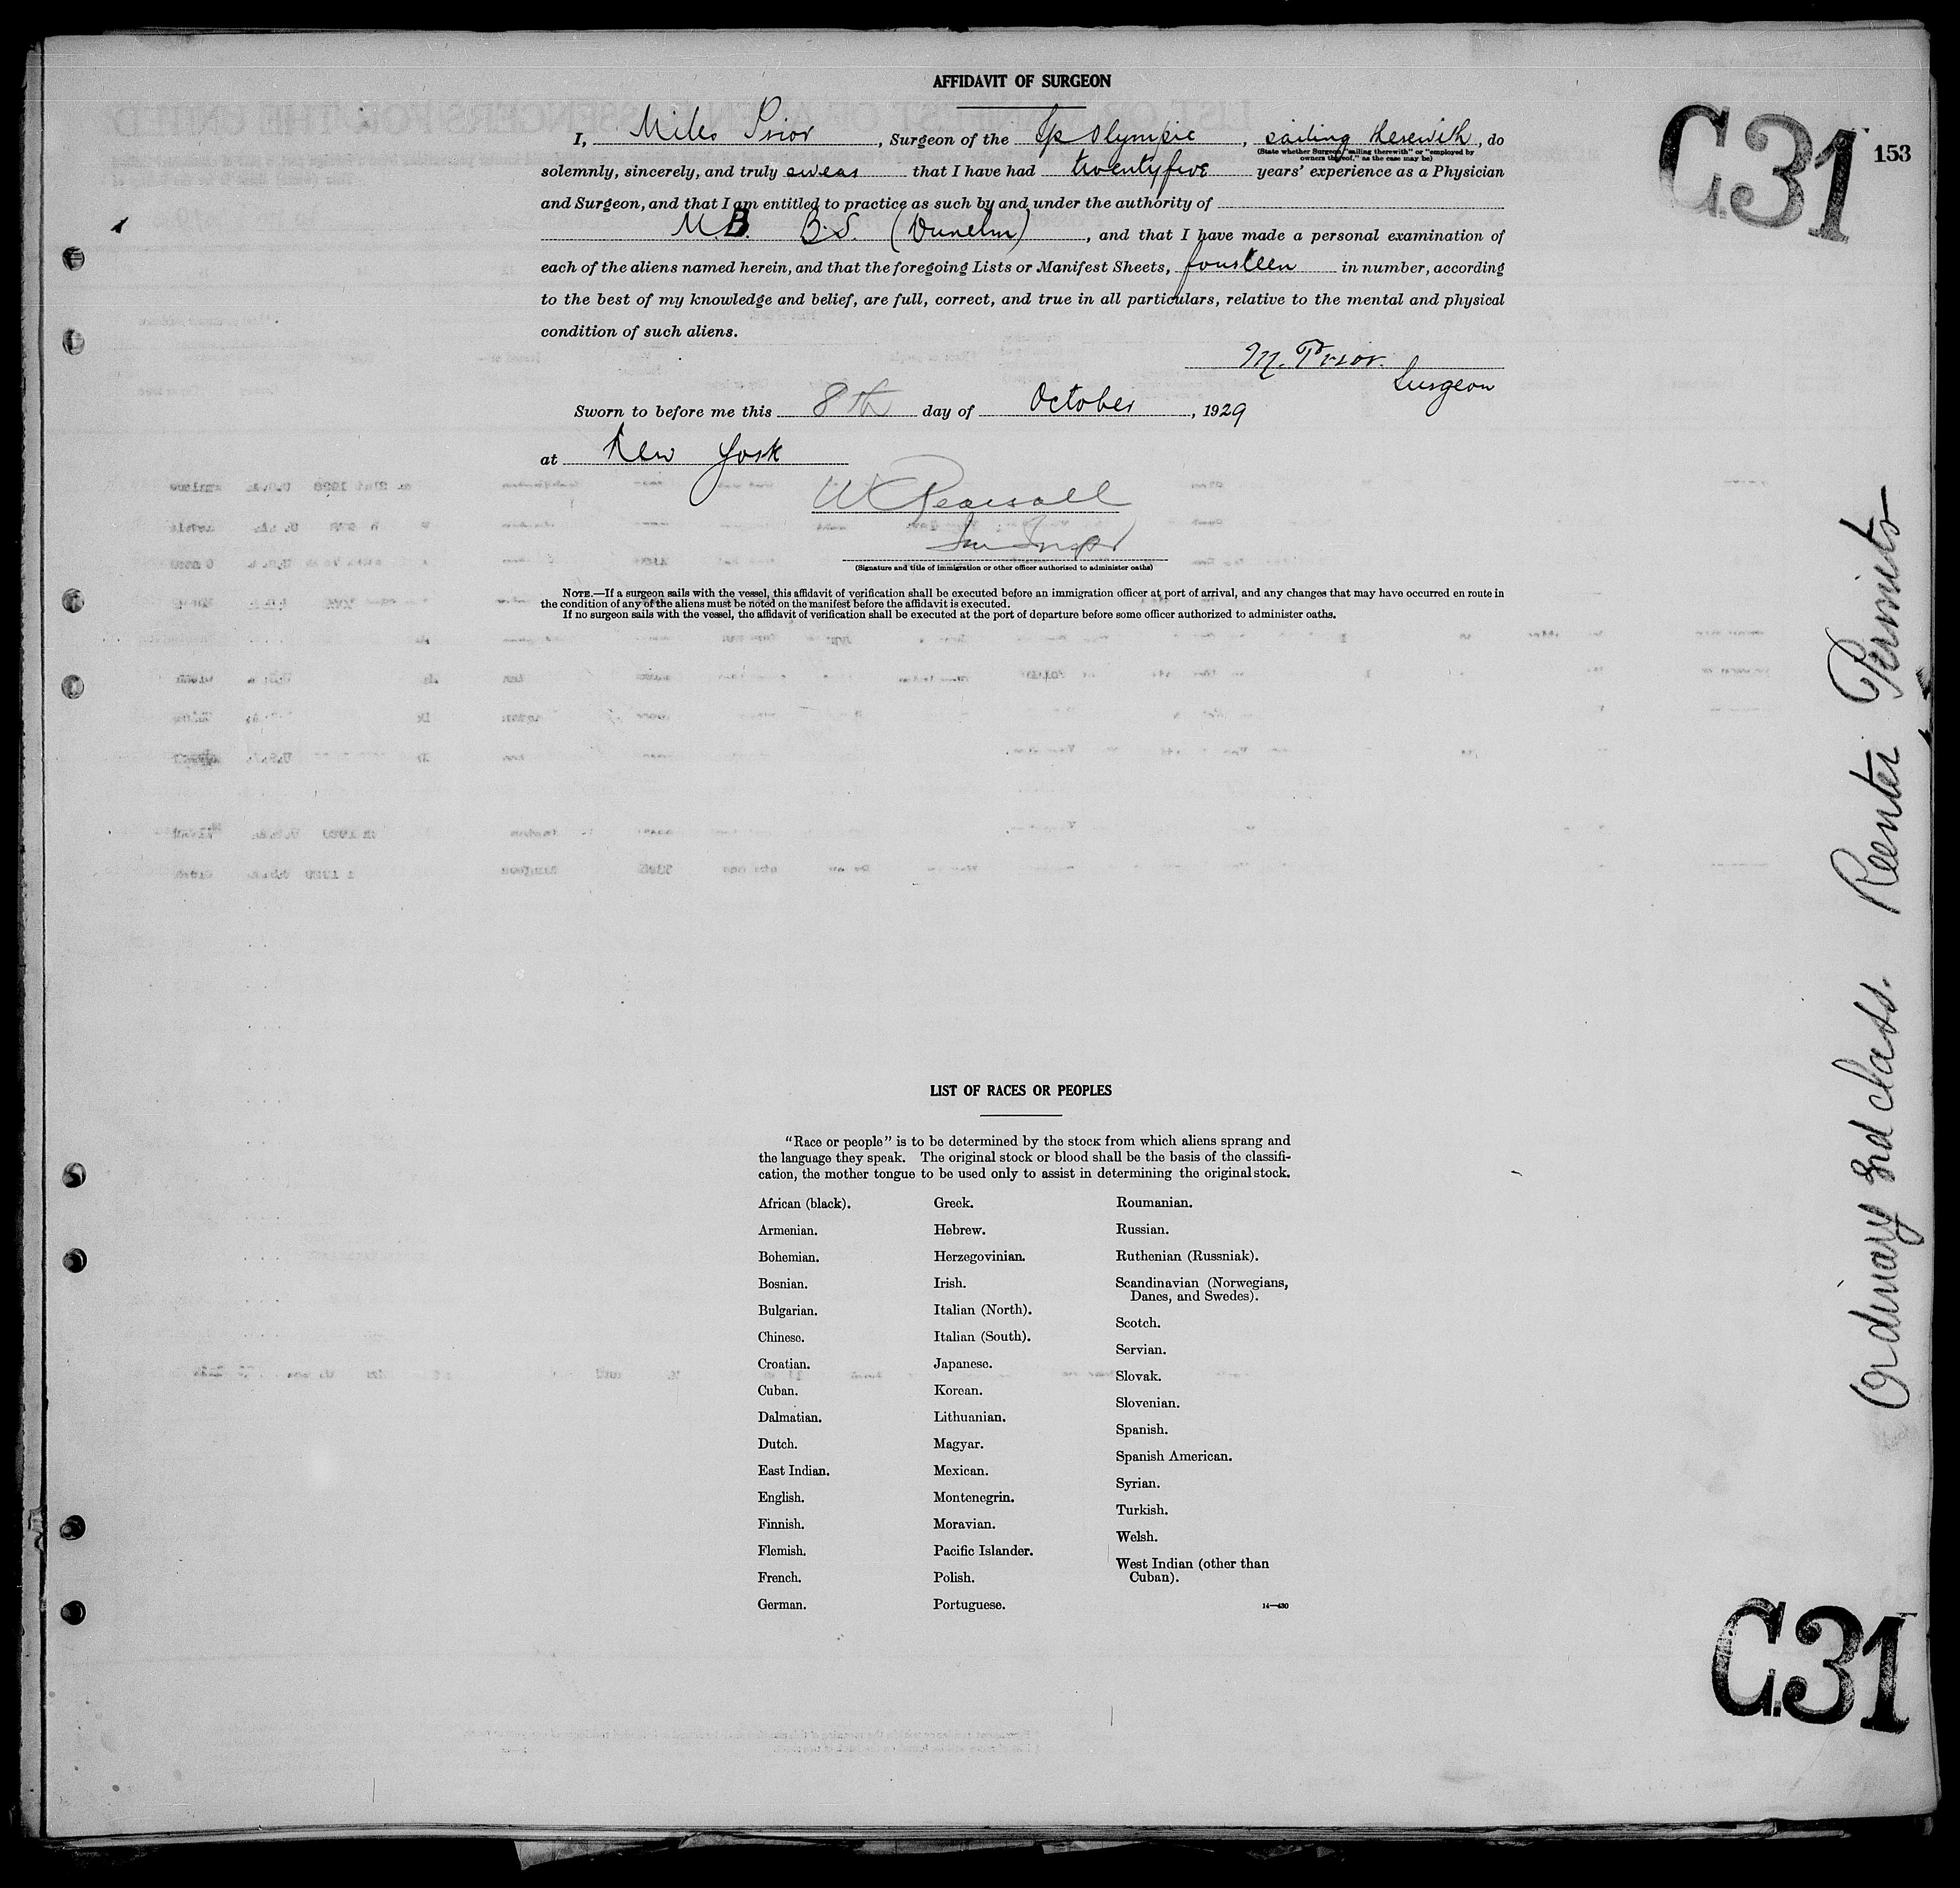 AFFIDAVIT OF SURGEON
C.31
153
I, Miles Prior, Surgeon of the Ss Olympic, sailing therewith, do
(State whether Surgeon "sailing therewith" or "employed by
owners thereof," as the case may be)
solemnly, sincerely, and truly swear that I have had twentyfive years' experience as a Physician
and Surgeon, and that I am entitled to practice as such by and under the authority of
M.B. B.S. (Dunelm), and that I have made a personal examination of
each of the aliens named herein, and that the foregoing Lists or Manifest Sheets, fourteen in number, according
to the best of my knowledge and belief, are full, correct, and true in all particulars, relative to the mental and physical
condition of such aliens.
M. Prior.
Surgeon
Sworn to before me this 8th day of October, 1929
at New York
W Pearsall
(Signature and title of immigration or other officer authorized to administer oaths)
NOTE.—If a surgeon sails with the vessel, this affidavit of verification shall be executed before an immigration officer at port of arrival, and any changes that may have occurred en route in
the condition of any of the aliens must be noted on the manifest before the affidavit is executed.
If no surgeon sails with the vessel, the affidavit of verification shall be executed at the port of departure before some officer authorized to administer oaths.
Ordinary 3rd Class. Reenter Permits
LIST OF RACES OR PEOPLES
"Race or people" is to be determined by the stock from which aliens sprang and
the language they speak. The original stock or blood shall be the basis of the classifi-
cation, the mother tongue to be used only to assist in determining the original stock.
African (black).
Armenian.
Bohemian.
Bosnian.
Bulgarian.
Chinese.
Croatian.
Cuban.
Dalmatian.
Dutch.
East Indian.
English.
Finnish.
Flemish.
French.
German.
Greek.
Hebrew.
Herzegovinian.
Irish.
Italian (North).
Italian (South).
Japanese.
Korean.
Lithuanian.
Magyar.
Mexican.
Montenegrin.
Moravian.
Pacific Islander.
Polish.
Portuguese.
Roumanian.
Russian.
Ruthenian (Russniak).
Scandinavian (Norwegians,
Danes, and Swedes).
Scotch.
Servian.
Slovak.
Slovenian.
Spanish.
Spanish American.
Syrian.
Turkish.
Welsh.
West Indian (other than
Cuban).
14—430
C.31